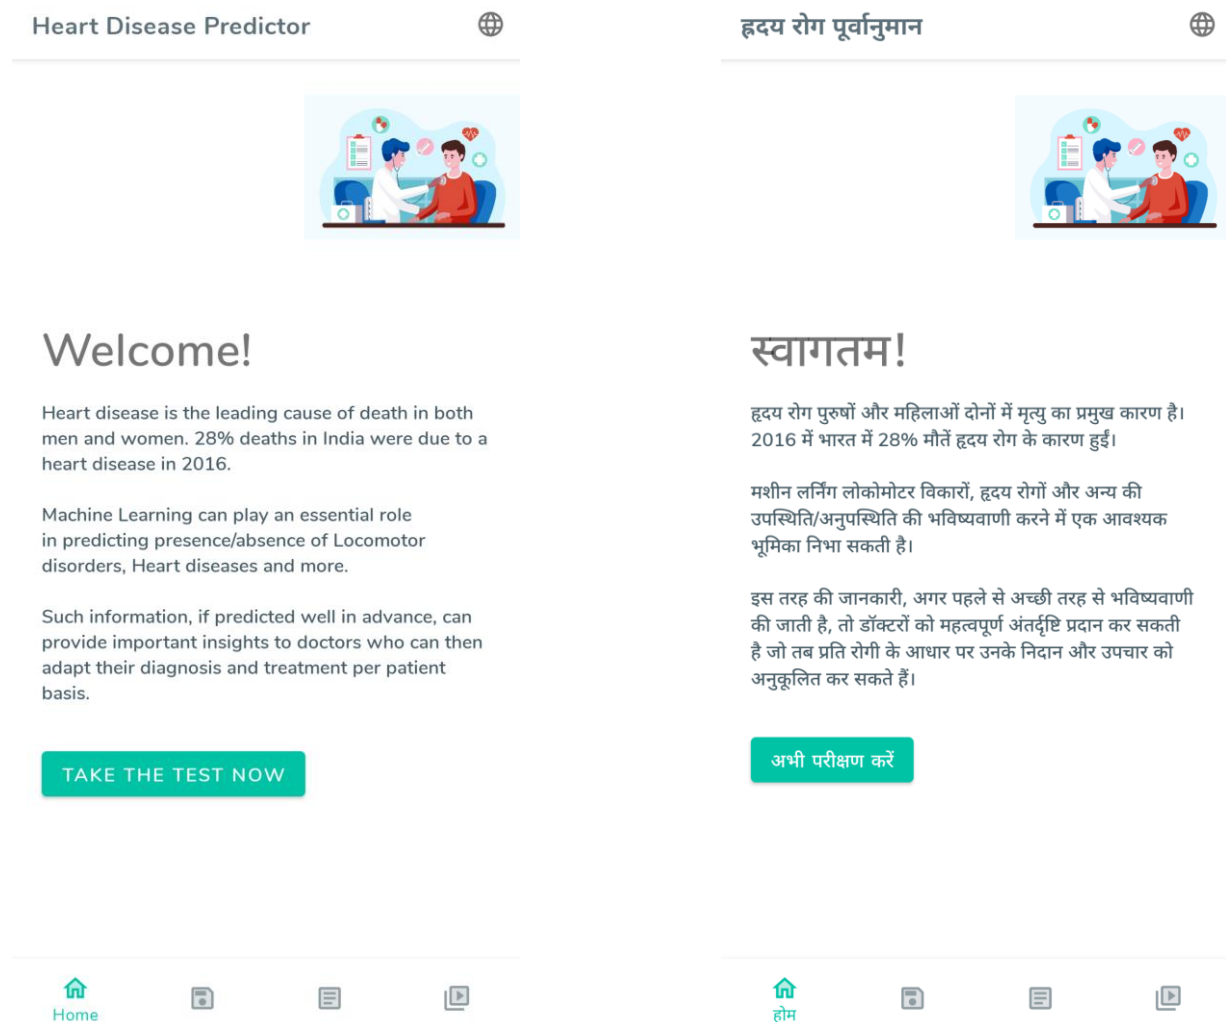 Heart Disease Predictor
Welcome!
Heart disease is the leading cause of death in both
men and women. 28% deaths in India were due to a
heart disease in 2016.
Machine Learning can play an essential role
in predicting presence/absence of Locomotor
disorders, Heart diseases and more.
Such information, if predicted well in advance, can
provide important insights to doctors who can then
adapt their diagnosis and treatment per patient
basis.
TAKE THE TEST NOW
Home
ह्रदय रोग पूर्वानुमान
स्वागतम!
हृदय रोग पुरुषों और महिलाओं दोनों में मृत्यु का प्रमुख कारण है।
2016 में भारत में 28% मौतें हृदय रोग के कारण हुईं।
मशीन लर्निंग लोकोमोटर विकारों, हृदय रोगों और अन्य की
उपस्थिति/अनुपस्थिति की भविष्यवाणी करने में एक आवश्यक
भूमिका निभा सकती है।
इस तरह की जानकारी, अगर पहले से अच्छी तरह से भविष्यवाणी
की जाती है, तो डॉक्टरों को महत्वपूर्ण अंतर्दृष्टि प्रदान कर सकती
है जो तब प्रति रोगी के आधार पर उनके निदान और उपचार को
अनुकूलित कर सकते हैं।
अभी परीक्षण करें
होम